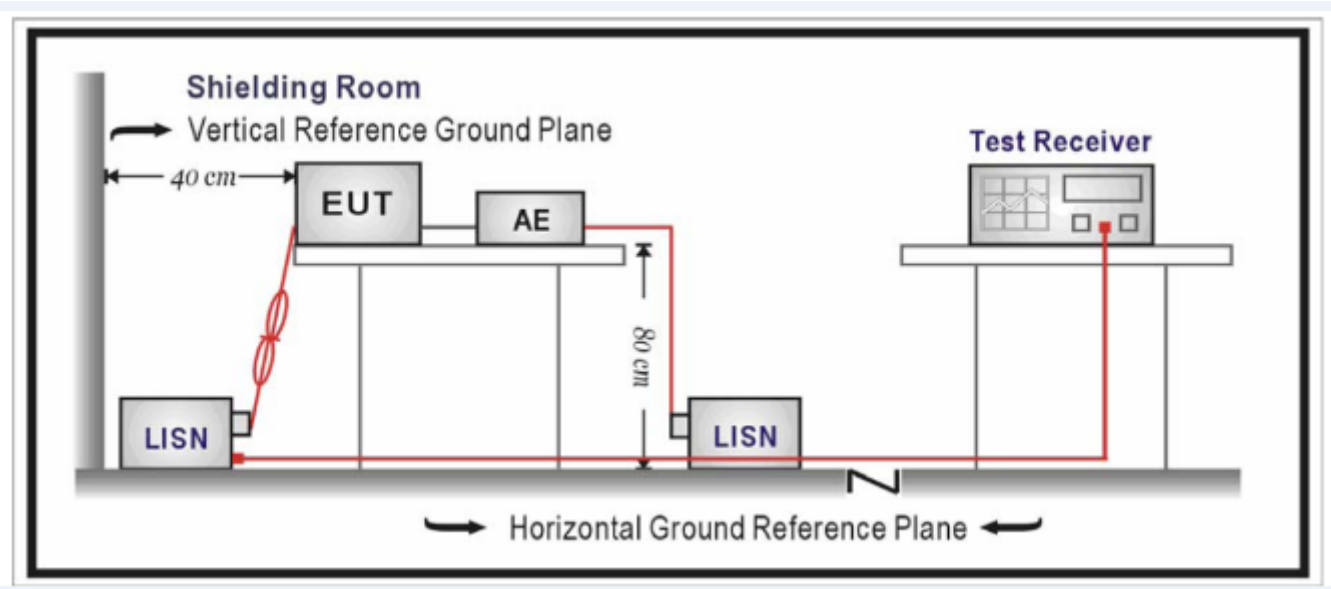 Shielding Room
Vertical Reference Ground Plane
40 cm
EUT
AE
Test Receiver
80 cm
LISN
LISN
Horizontal Ground Reference Plane